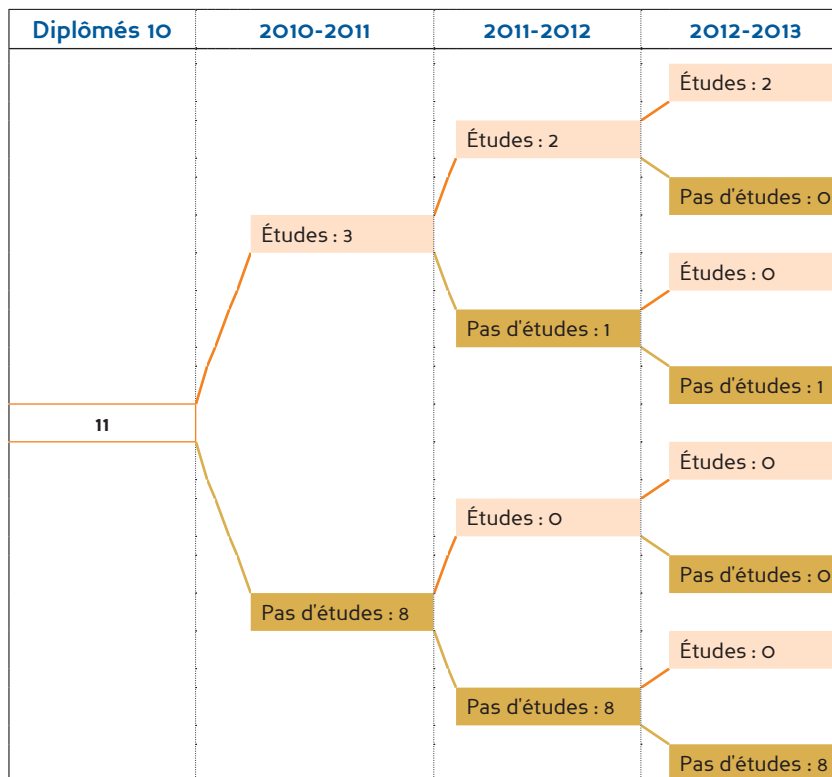 Diplômés 10 2010-2011 2011-2012 2012-2013
Études : 2
Études : 2
Pas d'études : 0
Études : 3
Études : 0
Pas d'études : 1
Pas d'études : 1
11
Études : 0
Études : 0
Pas d'études : 0
Pas d'études : 8
Études : 0
Pas d'études : 8
Pas d'études : 8